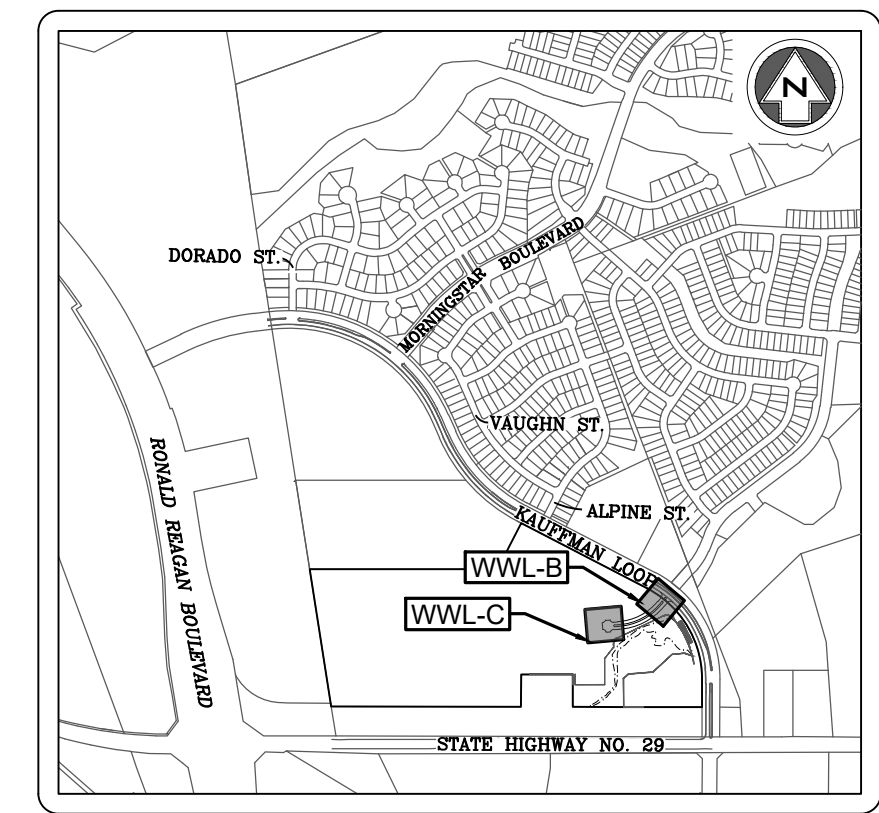 N
DORADO ST.
MORNINGSTAR BOULEVARD
VAUGHN ST.
RONALD REAGAN BOULEVARD
ALPINE ST.
KAUFFMAN LOOP
WWL-B
WWL-C
STATE HIGHWAY NO. 29